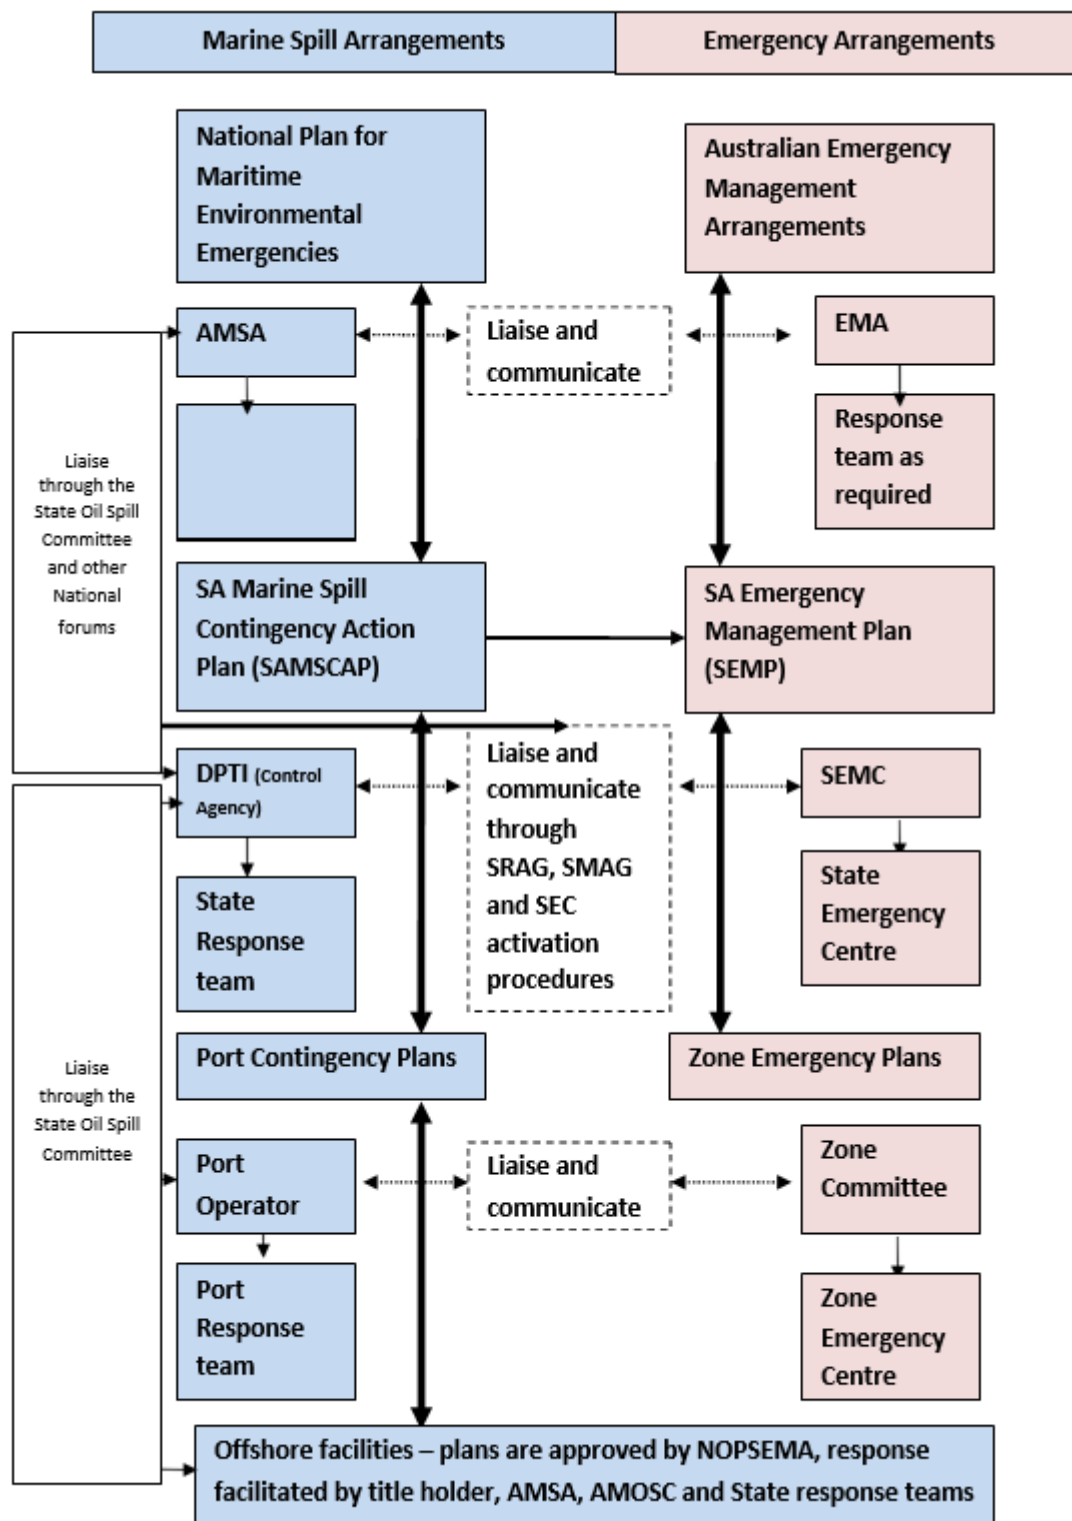 Marine Spill Arrangements
Emergency Arrangements
National Plan for
Maritime
Environmental
Emergencies
Australian Emergency
Management
Arrangements
AMSA
Liaise and
communicate
EMA
Response
team as
required
Liaise
through the
State Oil Spill
Committee
and other
National
forums
SA Marine Spill
Contingency Action
Plan (SAMSCAP)
SA Emergency
Management Plan
(SEMP)
DPTI (Control
Agency)
Liaise and
communicate
through
SRAG, SMAG
and SEC
activation
procedures
SEMC
State
Response
team
State
Emergency
Centre
Port Contingency Plans
Zone Emergency Plans
Liaise
through the
State Oil Spill
Committee
Port
Operator
Liaise and
communicate
Zone
Committee
Port
Response
team
Zone
Emergency
Centre
Offshore facilities – plans are approved by NOPSEMA, response
facilitated by title holder, AMSA, AMOSC and State response teams